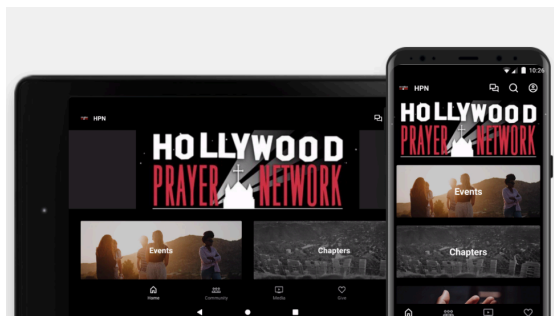 HPN
HOLLYWOOD
PRAYER NETWORK
Events
Chapters
Home
Community
Media
Give
10:26
HPN
HOLLYWOOD
PRAYER NETWORK
Events
Chapters